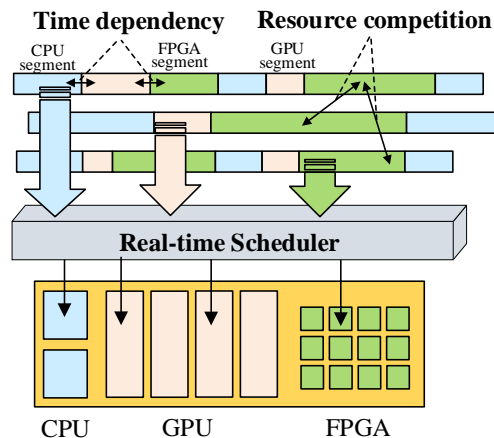 Time dependency
Resource competition
CPU
segment
FPGA
segment
GPU
segment
Real-time Scheduler
CPU
GPU
FPGA